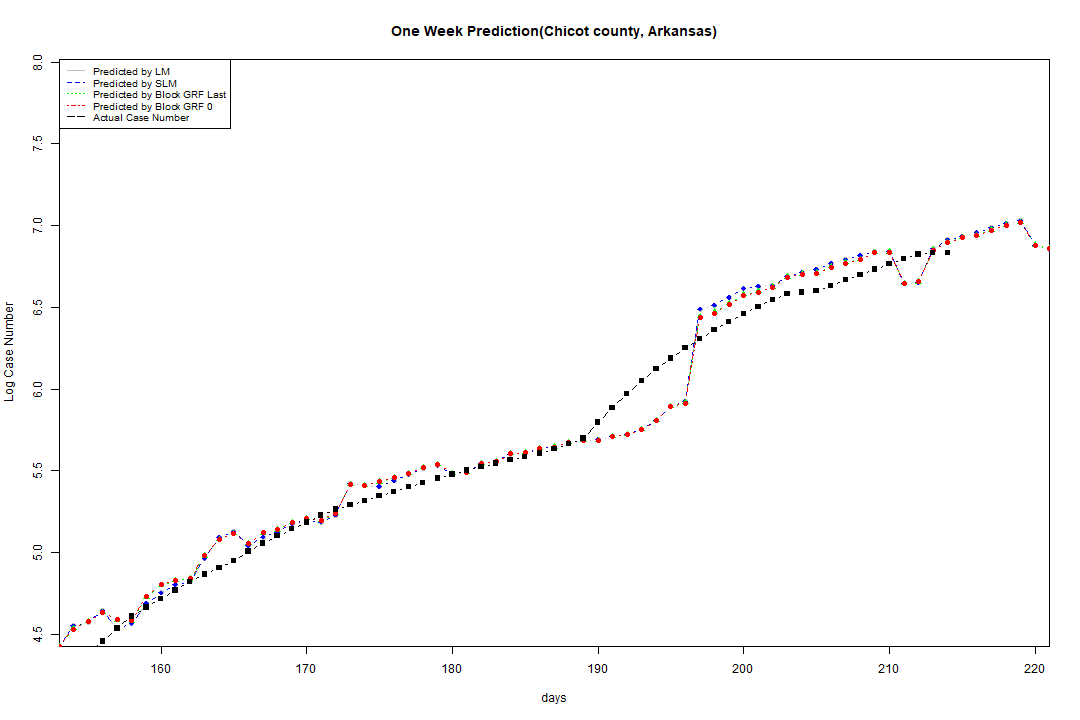 One Week Prediction(Chicot county, Arkansas)
Predicted by LM
Predicted by SLM
Predicted by Block GRF Last
Predicted by Block GRF 0
Actual Case Number
8.0
7.5
7.0
6.5
6.0
5.5
5.0
4.5
Log Case Number
160 170 180 190 200 210 220
days